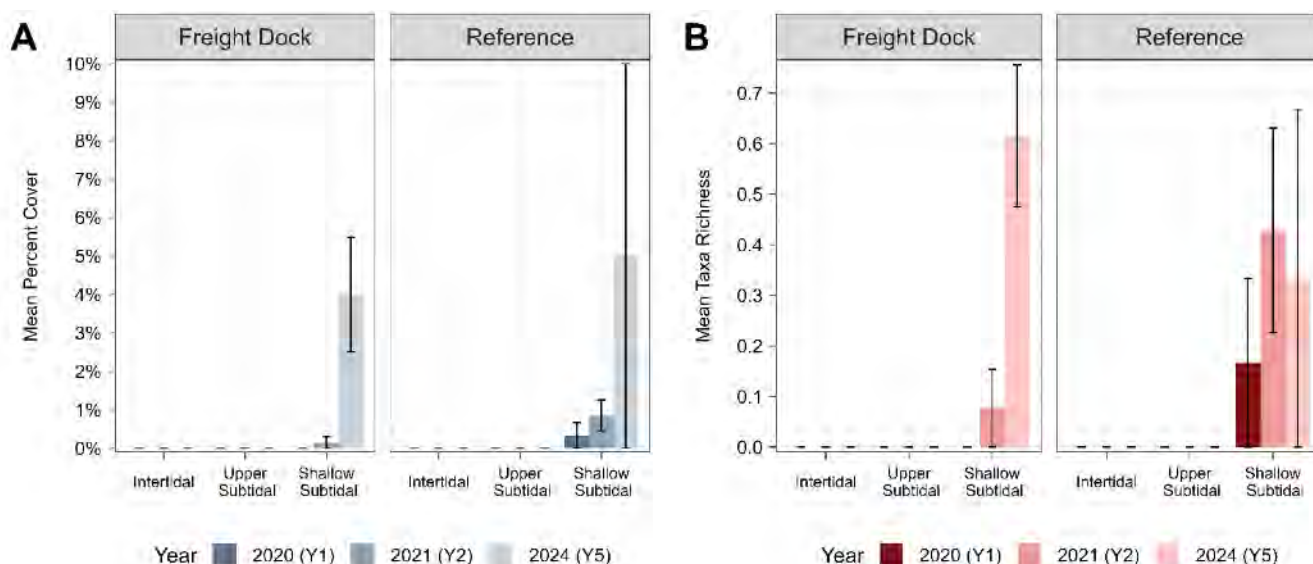 A
Freight Dock
Reference
10%
9%
8%
7%
6%
5%
4%
3%
2%
1%
0%
Mean Percent Cover
Intertidal
Upper
Subtidal
Shallow
Subtidal
Intertidal
Upper
Subtidal
Shallow
Subtidal
Year 2020 (Y1) 2021 (Y2) 2024 (Y5)
B
Freight Dock
Reference
0.7
0.6
0.5
0.4
0.3
0.2
0.1
0.0
Mean Taxa Richness
Intertidal
Upper
Subtidal
Shallow
Subtidal
Intertidal
Upper
Subtidal
Shallow
Subtidal
Year 2020 (Y1) 2021 (Y2) 2024 (Y5)